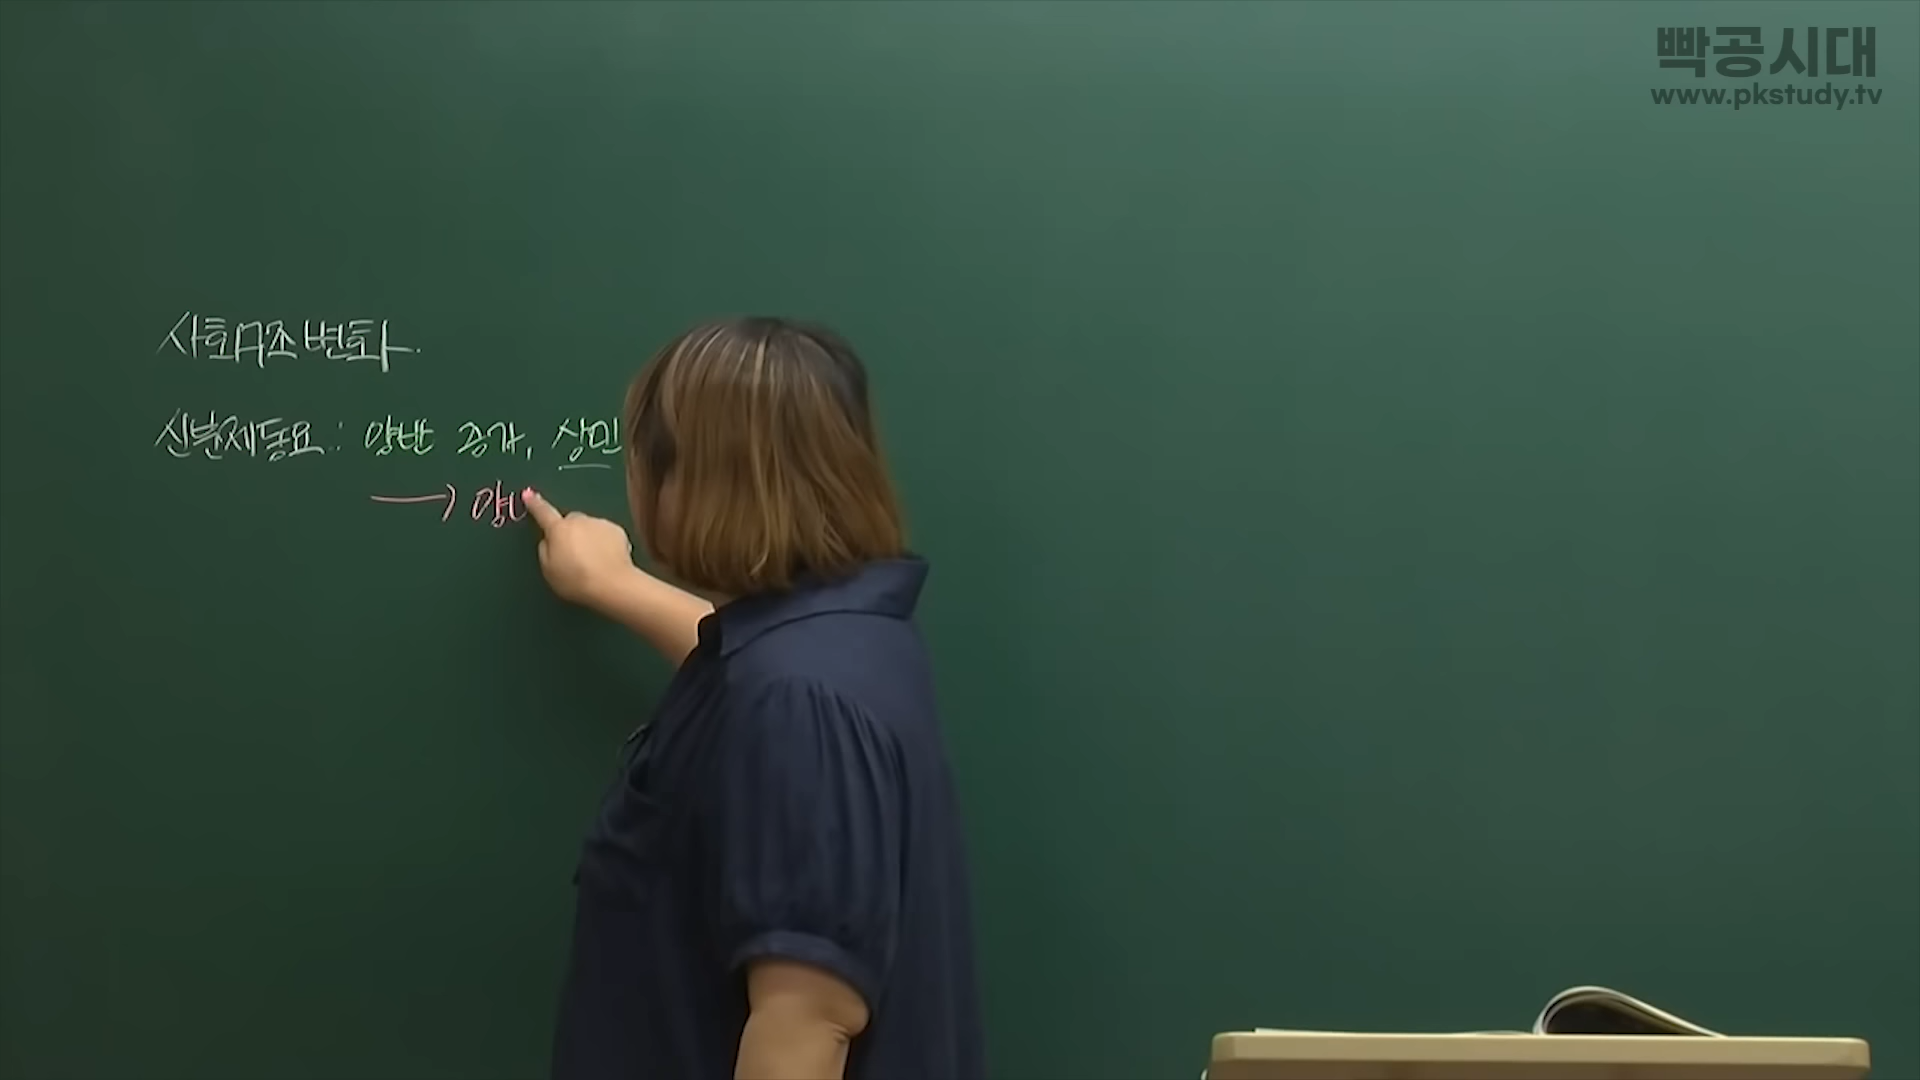 빡공시대
www.pkstudy.tv
사회구조변화.
신분제동요: 양반 증가, 상민
→ 양